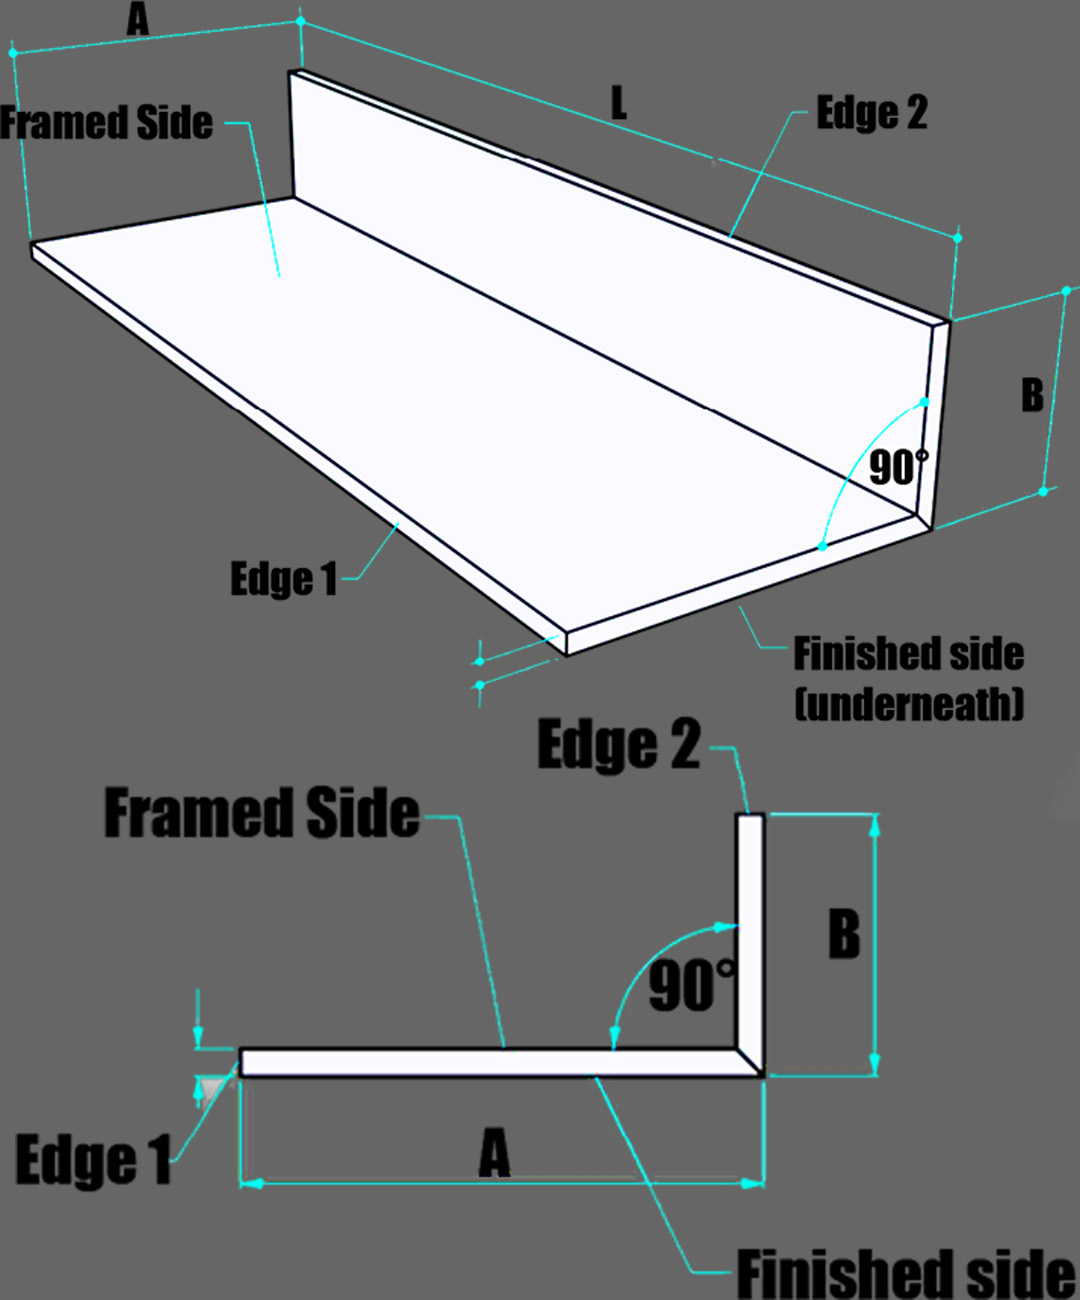 A
L
Edge 2
Framed Side
B
90°
Edge 1
Finished side
(underneath)
Edge 2
Framed Side
B
90°
A
Edge 1
Finished side